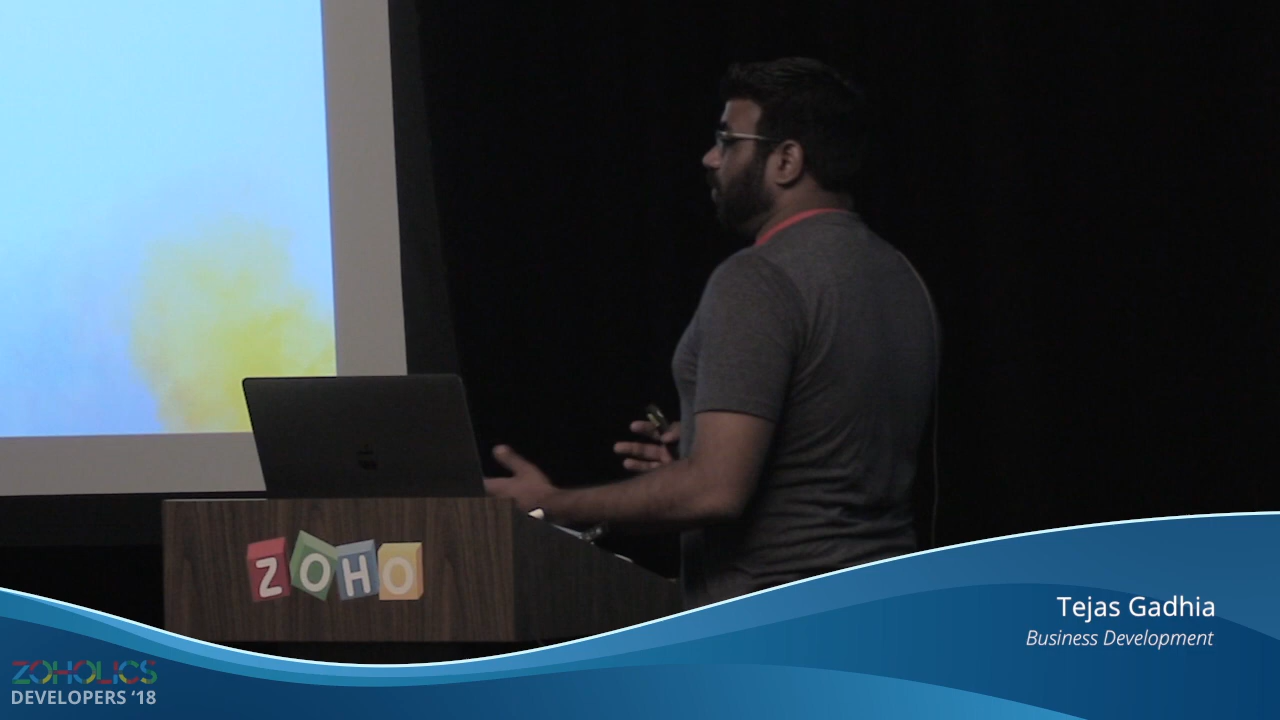 ZOHO
Tejas Gadhia
Business Development
ZOHOLICS
DEVELOPERS ‘18